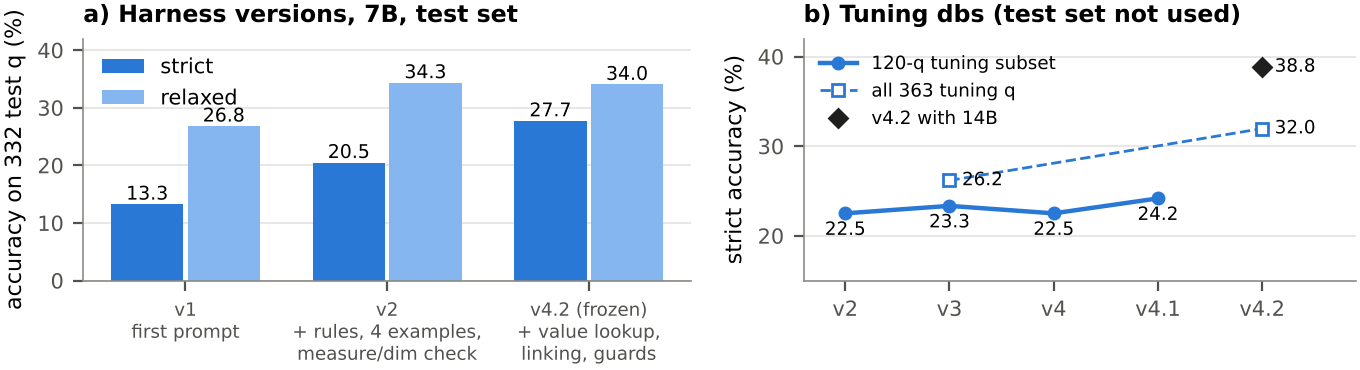 a) Harness versions, 7B, test set
accuracy on 332 test q (%)
40
30
20
10
0
strict
relaxed
13.3
26.8
20.5
34.3
27.7
34.0
v1
first prompt
v2
+ rules, 4 examples,
measure/dim check
v4.2 (frozen)
+ value lookup,
linking, guards
b) Tuning dbs (test set not used)
strict accuracy (%)
40
30
20
120-q tuning subset
all 363 tuning q
v4.2 with 14B
38.8
32.0
26.2
22.5
23.3
22.5
24.2
v2
v3
v4
v4.1
v4.2